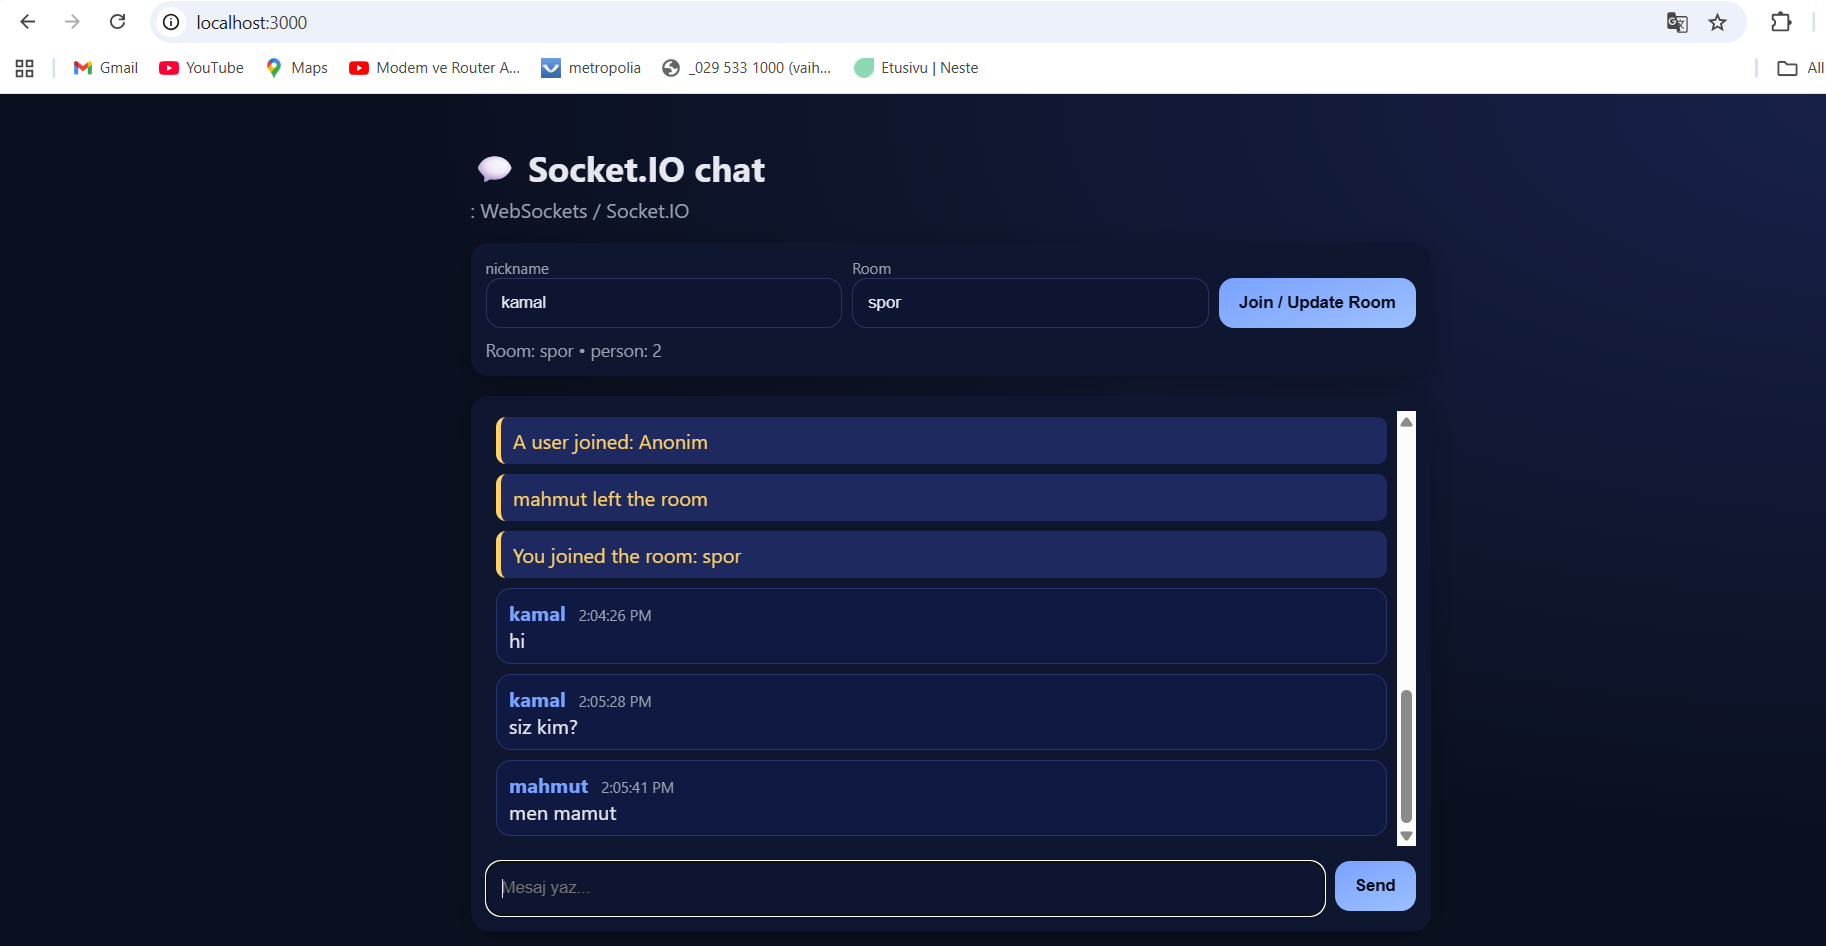 localhost:3000
Gmail YouTube Maps Modem ve Router A... metropolia _029 533 1000 (vaih... Etusivu | Neste All
Socket.IO chat
: WebSockets / Socket.IO
nickname Room
kamal spor Join / Update Room
Room: spor • person: 2
A user joined: Anonim
mahmut left the room
You joined the room: spor
kamal 2:04:26 PM
hi
kamal 2:05:28 PM
siz kim?
mahmut 2:05:41 PM
men mamut
Mesaj yaz... Send